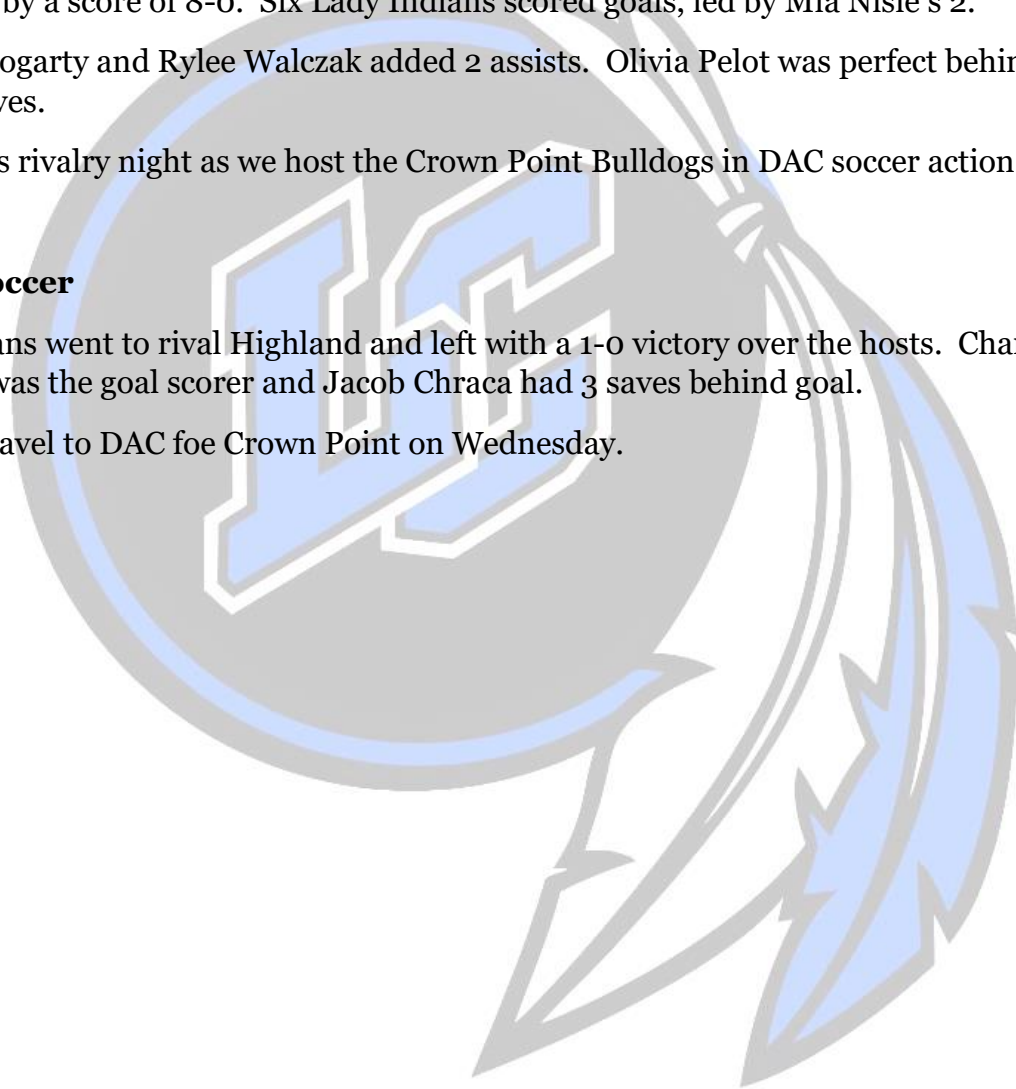 by a score of 8-0. Six Lady Indians scored goals, led by Mia Nisle's 2.
ogarty and Rylee Walczak added 2 assists. Olivia Pelot was perfect behin
ves.
s rivalry night as we host the Crown Point Bulldogs in DAC soccer action
occer
ans went to rival Highland and left with a 1-0 victory over the hosts. Char
was the goal scorer and Jacob Chraca had 3 saves behind goal.
avel to DAC foe Crown Point on Wednesday.
LC